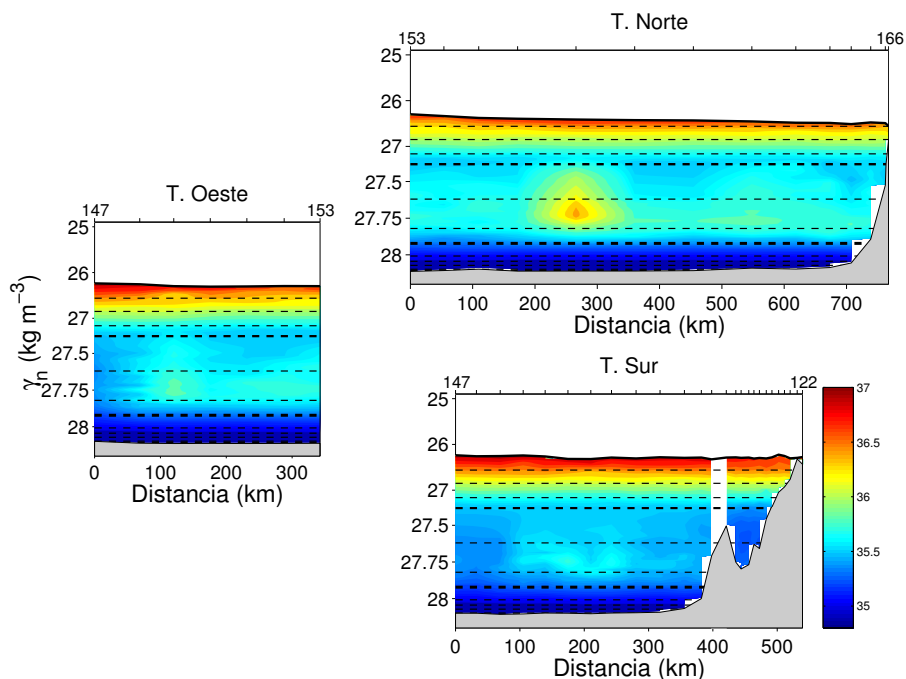 T. Norte
153 166
25
26
27
27.5
27.75
28
0 100 200 300 400 500 600 700
Distancia (km)
T. Oeste
147 153
25
26
27
27.5
27.75
28
γn (kg m−3)
0 100 200 300
Distancia (km)
T. Sur
147 122
25
26
27
27.5
27.75
28
0 100 200 300 400 500
Distancia (km)
37
36.5
36
35.5
35